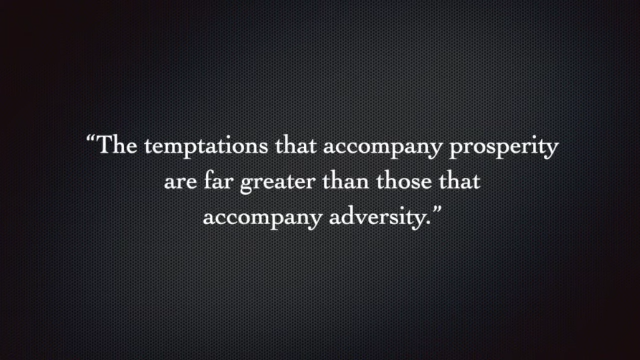 “The temptations that accompany prosperity
are far greater than those that
accompany adversity.”